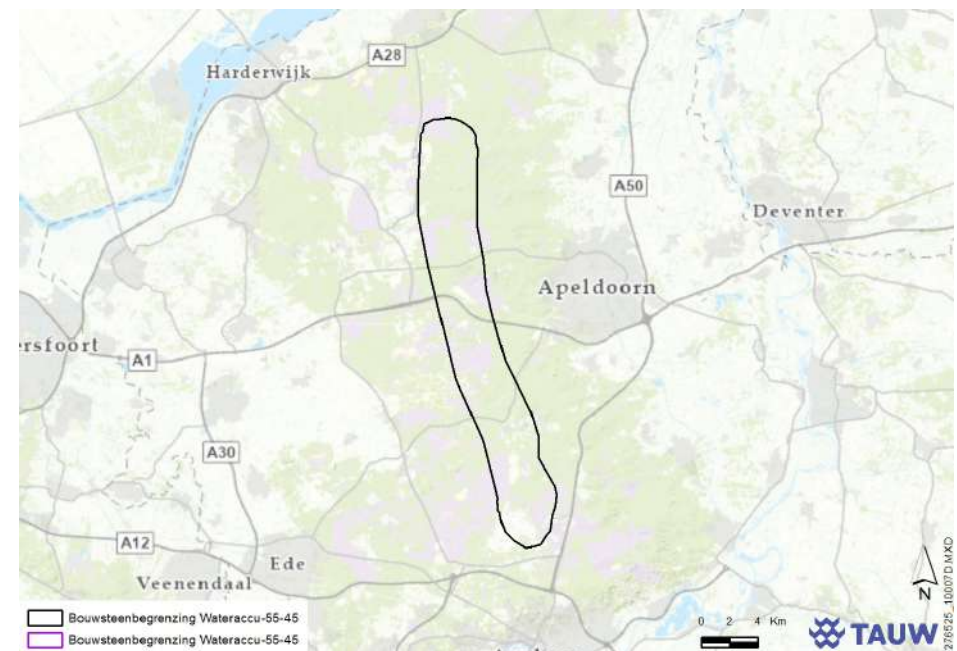 A28
Harderwijk
A50
Deventer
Apeldoorn
ersfoort
A1
A30
A12
Ede
Veenendaal
Bouwsteenbegrenzing Wateraccu-55-45
Bouwsteenbegrenzing Wateraccu-55-45
0 2 4 Km
N
TAUW
276525_10007D.MXD